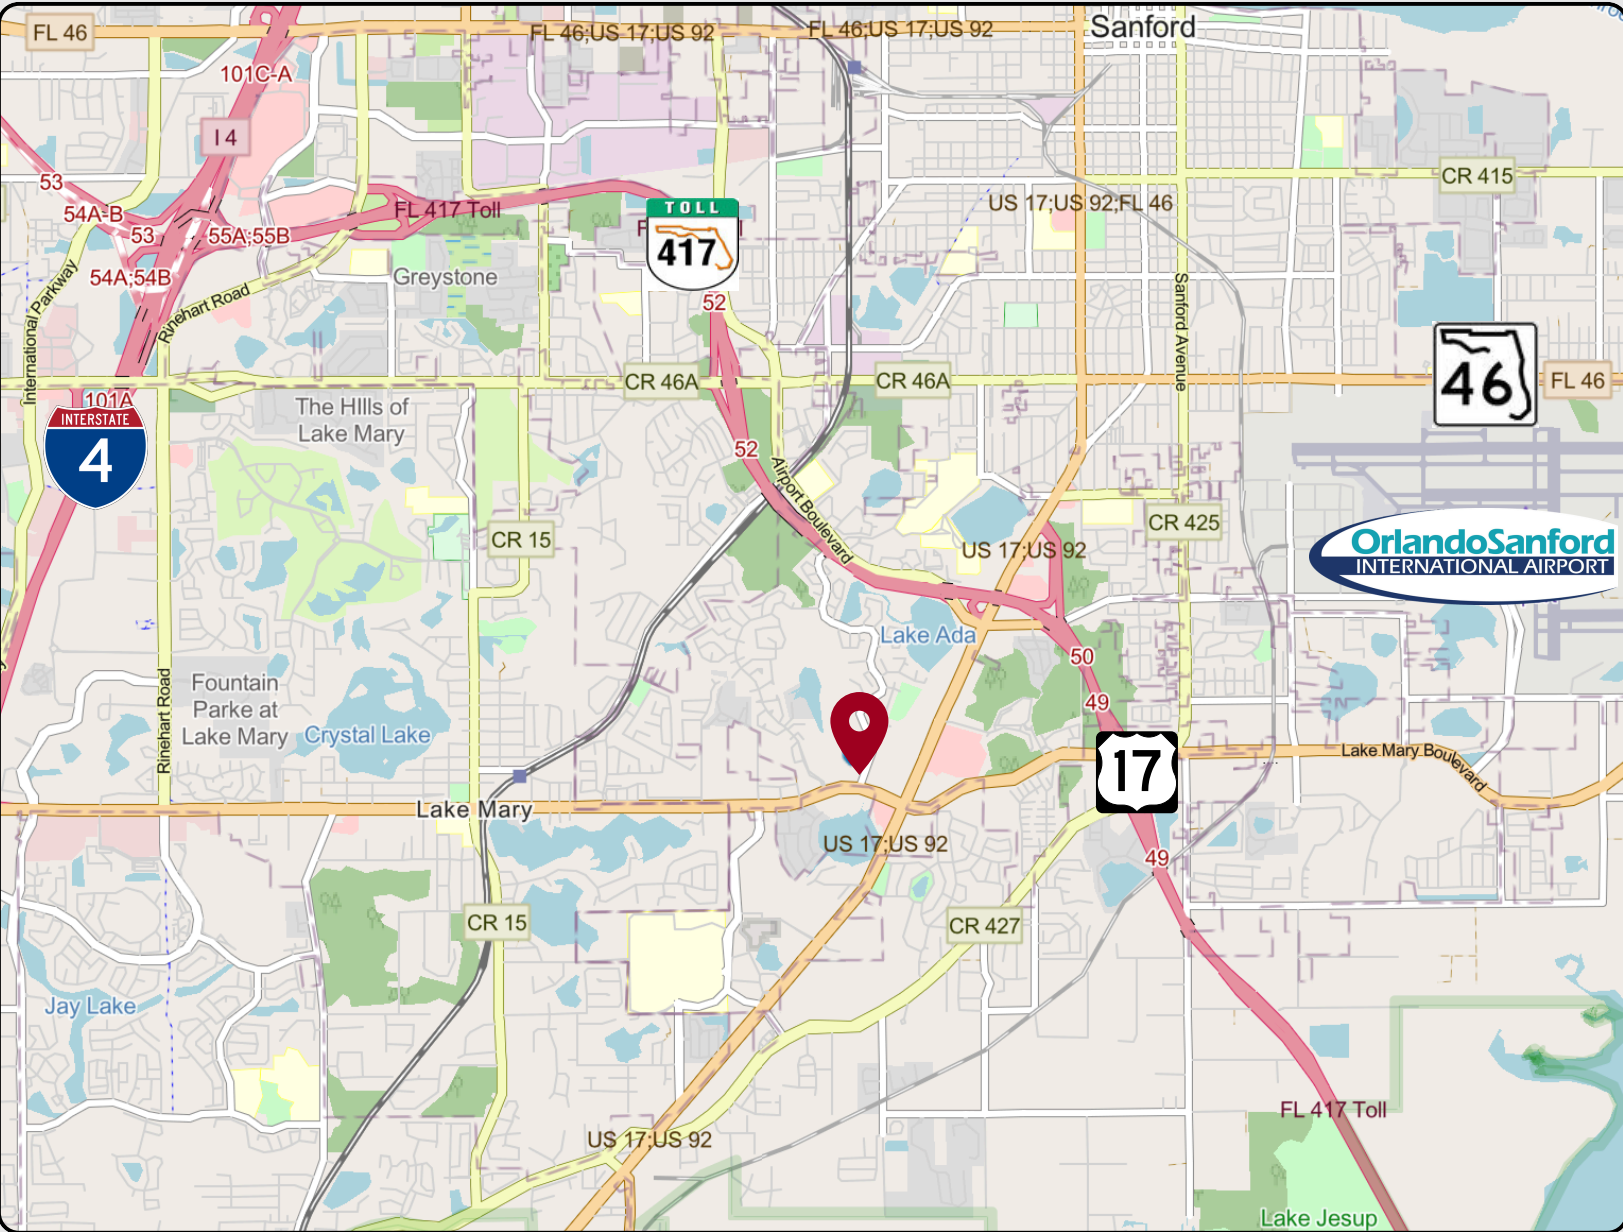 Sanford
FL 46
FL 46;US 17;US 92
FL 46;US 17;US 92
101C-A
I 4
53
CR 415
54A-B
FL 417 Toll
US 17;US 92;FL 46
53
55A;55B
TOLL
417
54A;54B
Greystone
International Parkway
Rinehart Road
52
Sanford Avenue
CR 46A
CR 46A
46
FL 46
101A
INTERSTATE
4
The HIlls of
Lake Mary
52
Airport Boulevard
CR 15
CR 425
US 17;US 92
OrlandoSanford
INTERNATIONAL AIRPORT
Lake Ada
50
Fountain
Parke at
Lake Mary
Rinehart Road
Crystal Lake
49
17
Lake Mary Boulevard
Lake Mary
US 17;US 92
49
CR 15
CR 427
Jay Lake
FL 417 Toll
US 17;US 92
Lake Jesup